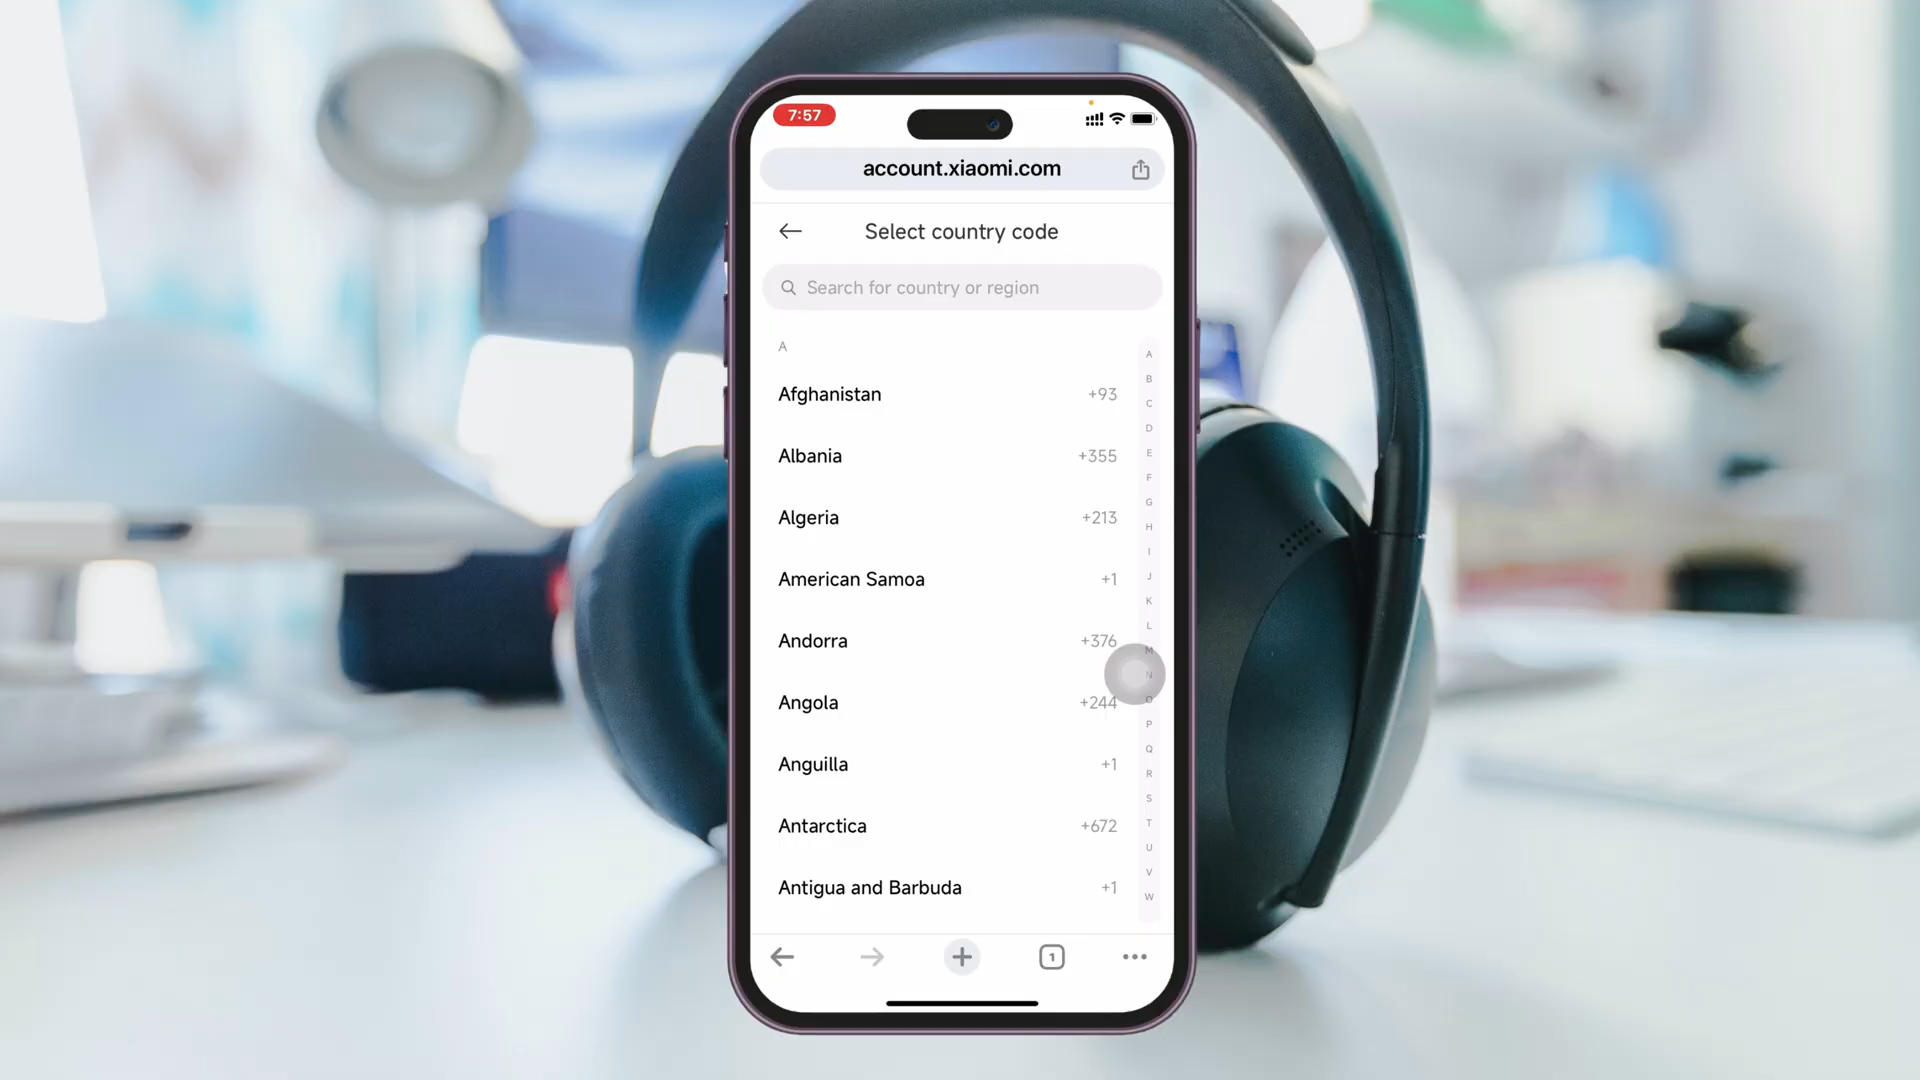 7:57
account.xiaomi.com
Select country code
Search for country or region
A
Afghanistan +93
Albania +355
Algeria +213
American Samoa +1
Andorra +376
Angola +244
Anguilla +1
Antarctica +672
Antigua and Barbuda +1
A
B
C
D
E
F
G
H
I
J
K
L
M
N
O
P
Q
R
S
T
U
V
W
1